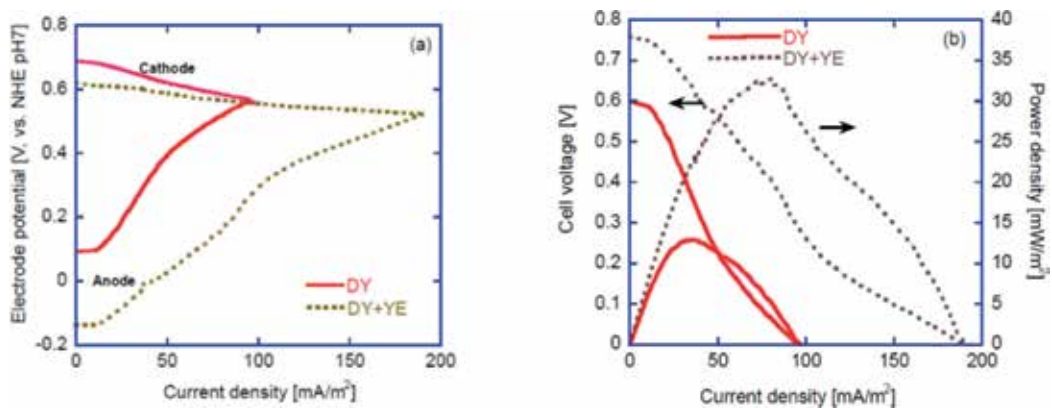 (a)
0.8
0.6
0.4
0.2
0
-0.2
Electrode potential [V, vs. NHE pH7]
Cathode
Anode
DY
DY+YE
0 50 100 150 200
Current density [mA/m²]
(b)
0.8
0.7
0.6
0.5
0.4
0.3
0.2
0.1
0
Cell voltage [V]
DY
DY+YE
40
35
30
25
20
15
10
5
0
Power density [mW/m²]
0 50 100 150 200
Current density [mA/m²]